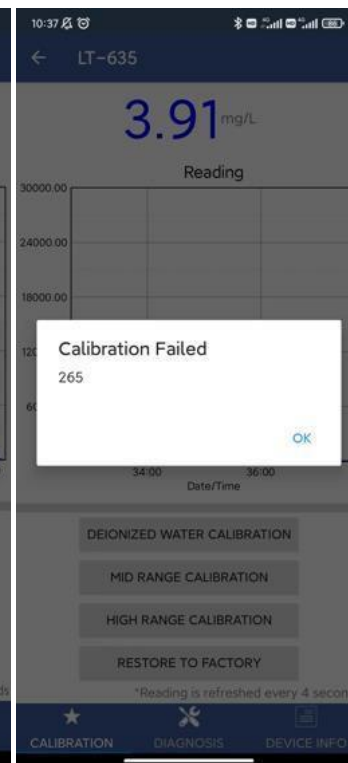 10:37
← LT-635
3.91 mg/L
Reading
30000.00
24000.00
18000.00
Calibration Failed
265
OK
34:00 36:00
Date/Time
DEIONIZED WATER CALIBRATION
MID RANGE CALIBRATION
HIGH RANGE CALIBRATION
RESTORE TO FACTORY
*Reading is refreshed every 4 secon
CALIBRATION DIAGNOSIS DEVICE INFO